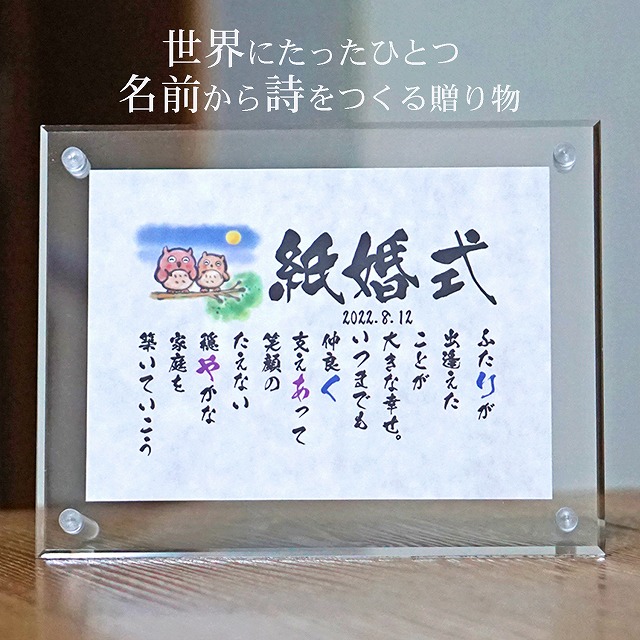 世界にたったひとつ
名前から詩をつくる贈り物
紙婚式
2022.8.12
ふたりが
出逢えた
ことが
大きな幸せ。
いつまでも
仲良く
支えあって
笑顔の
たえない
穏やかな
家庭を
築いていこう